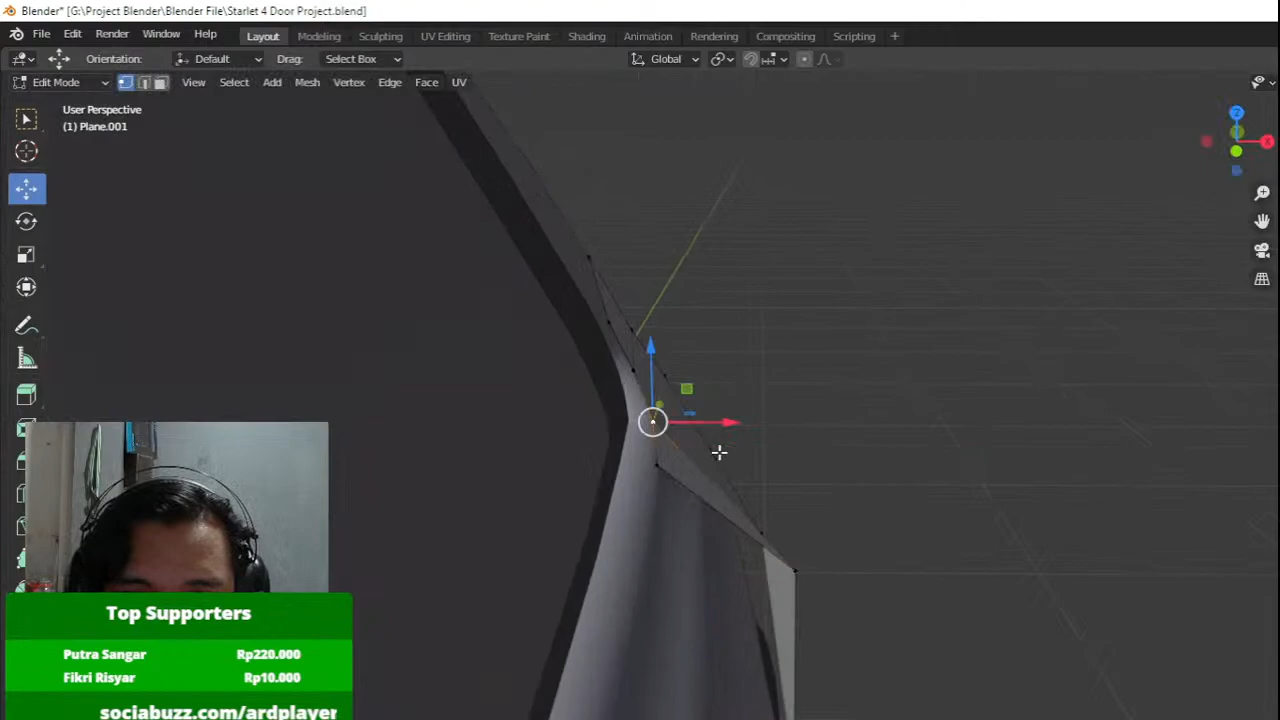 Blender* [G:\Project Blender\Blender File\Starlet 4 Door Project.blend]
File Edit Render Window Help Layout Modeling Sculpting UV Editing Texture Paint Shading Animation Rendering Compositing Scripting +
Orientation: Default Drag: Select Box Global
Edit Mode View Select Add Mesh Vertex Edge Face UV
User Perspective
(1) Plane.001
Z
X
Top Supporters
Putra Sangar Rp220.000
Fikri Risyar Rp10.000
sociabuzz.com/ardplayer